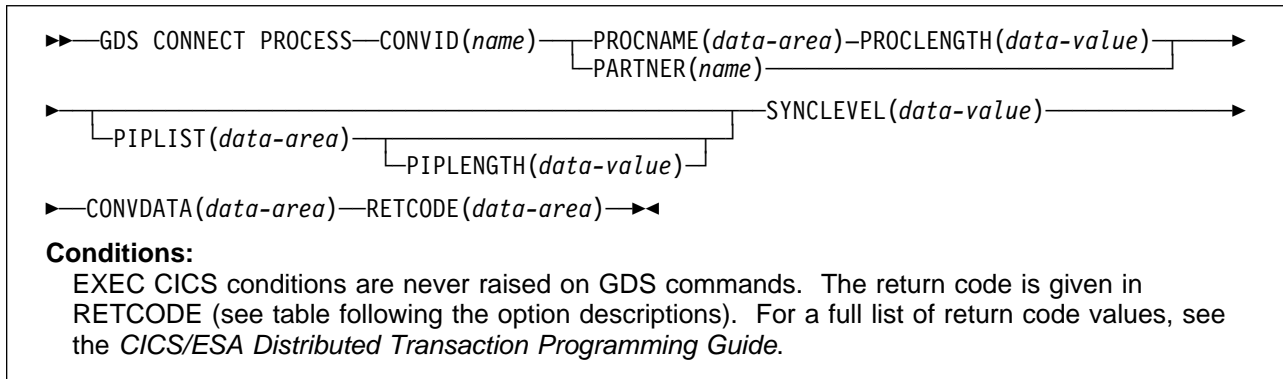 ►►──GDS CONNECT PROCESS──CONVID(name)──┬─PROCNAME(data-area)─PROCLENGTH(data-value)─┬──►
└─PARTNER(name)─┘
►──┬──┬──SYNCLEVEL(data-value)──►
└─PIPLIST(data-area)──┬──┬─┘
└─PIPLENGTH(data-value)─┘
►──CONVDATA(data-area)──RETCODE(data-area)──►◄
Conditions:
EXEC CICS conditions are never raised on GDS commands. The return code is given in
RETCODE (see table following the option descriptions). For a full list of return code values, see
the CICS/ESA Distributed Transaction Programming Guide.